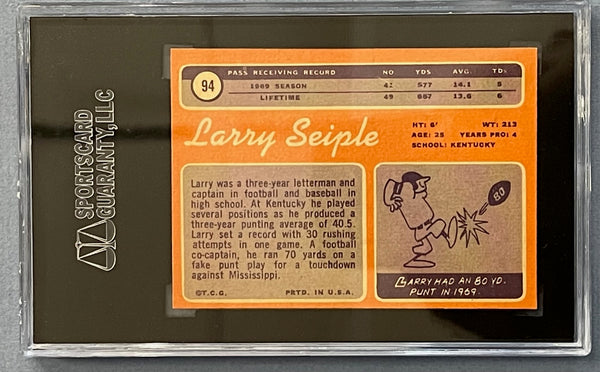 SPORTSCARD
GUARANTY, LLC
94
PASS RECEIVING RECORD NO YDS AVG. TDS
1969 SEASON 41 577 14.1 5
LIFETIME 49 667 13.6 6
Larry Seiple
HT: 6' WT: 213
AGE: 25 YEARS PRO: 4
SCHOOL: KENTUCKY
Larry was a three-year letterman and
captain in football and baseball in
high school. At Kentucky he played
several positions as he produced a
three-year punting average of 40.5.
Larry set a record with 30 rushing
attempts in one game. A football
co-captain, he ran 70 yards on a
fake punt play for a touchdown
against Mississippi.
©T.C.G. PRTD. IN U.S.A.
80
LARRY HAD AN 80 YD.
PUNT IN 1969.